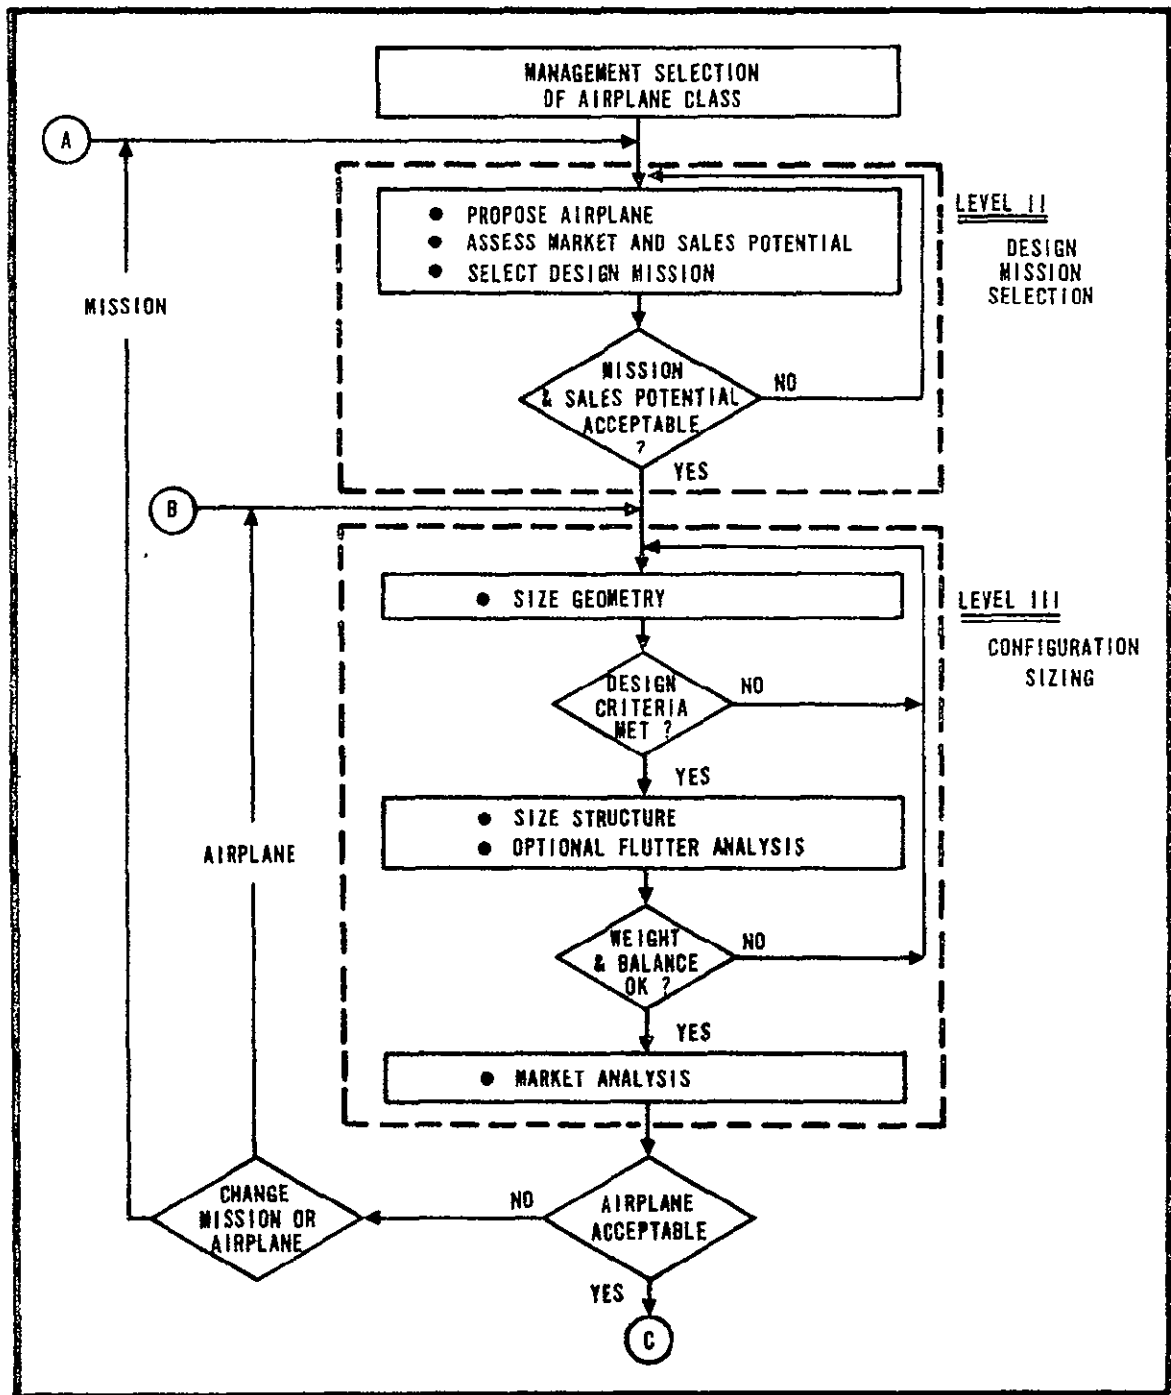 MANAGEMENT SELECTION
OF AIRPLANE CLASS
A
LEVEL II
DESIGN
MISSION
SELECTION
● PROPOSE AIRPLANE
● ASSESS MARKET AND SALES POTENTIAL
● SELECT DESIGN MISSION
MISSION
MISSION
& SALES POTENTIAL
ACCEPTABLE
?
NO
YES
B
LEVEL III
CONFIGURATION
SIZING
● SIZE GEOMETRY
DESIGN
CRITERIA
MET ?
NO
YES
● SIZE STRUCTURE
● OPTIONAL FLUTTER ANALYSIS
AIRPLANE
WEIGHT
& BALANCE
OK ?
NO
YES
● MARKET ANALYSIS
CHANGE
MISSION OR
AIRPLANE
NO
AIRPLANE
ACCEPTABLE
YES
C